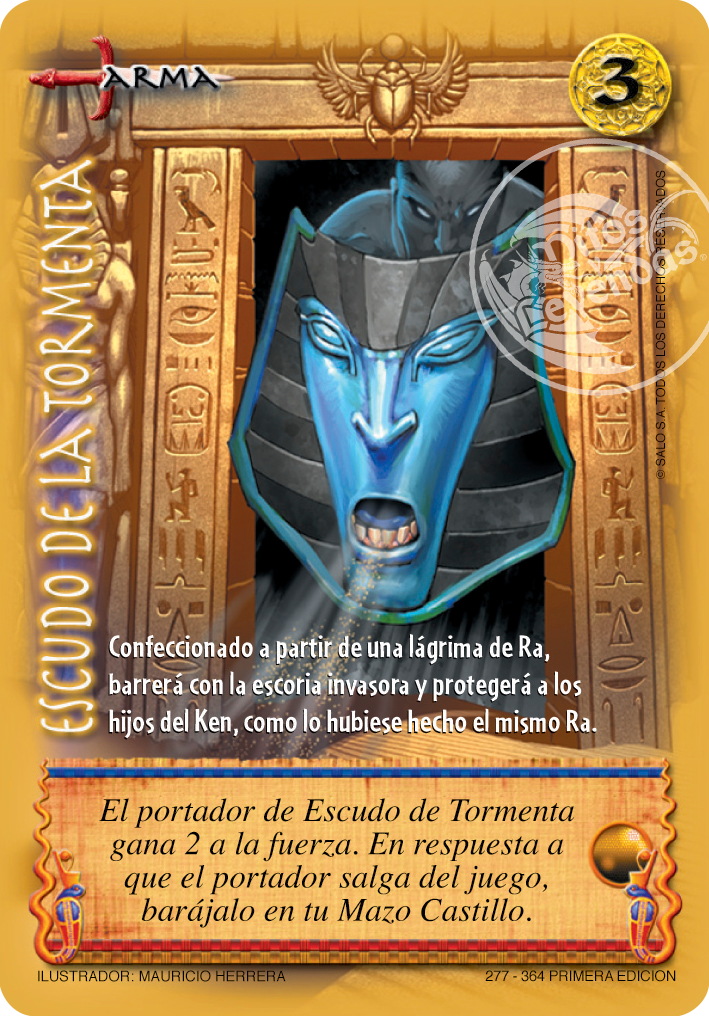 ARMA
3
ESCUDO DE LA TORMENTA
Mitos
y
Leyendas
©
© SALO S.A. TODOS LOS DERECHOS RESERVADOS
Confeccionado a partir de una lágrima de Ra,
barrerá con la escoria invasora y protegerá a los
hijos del Ken, como lo hubiese hecho el mismo Ra.
El portador de Escudo de Tormenta
gana 2 a la fuerza. En respuesta a
que el portador salga del juego,
barájalo en tu Mazo Castillo.
ILUSTRADOR: MAURICIO HERRERA
277 - 364 PRIMERA EDICION